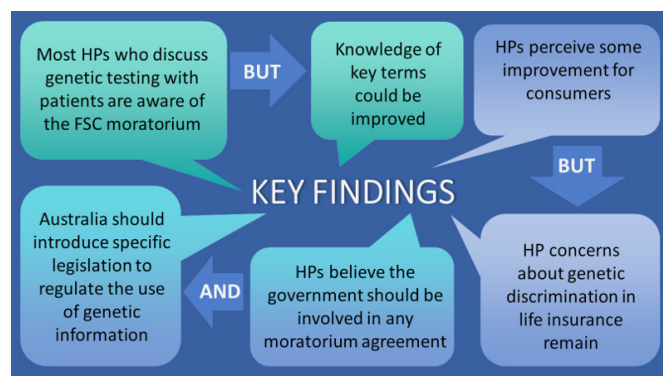 Most HPs who discuss
genetic testing with
patients are aware of
the FSC moratorium
BUT
Knowledge of
key terms
could be
improved
HPs perceive some
improvement for
consumers
BUT
HP concerns
about genetic
discrimination in
life insurance
remain
KEY FINDINGS
HPs believe the
government should be
involved in any
moratorium agreement
AND
Australia should
introduce specific
legislation to
regulate the use
of genetic
information